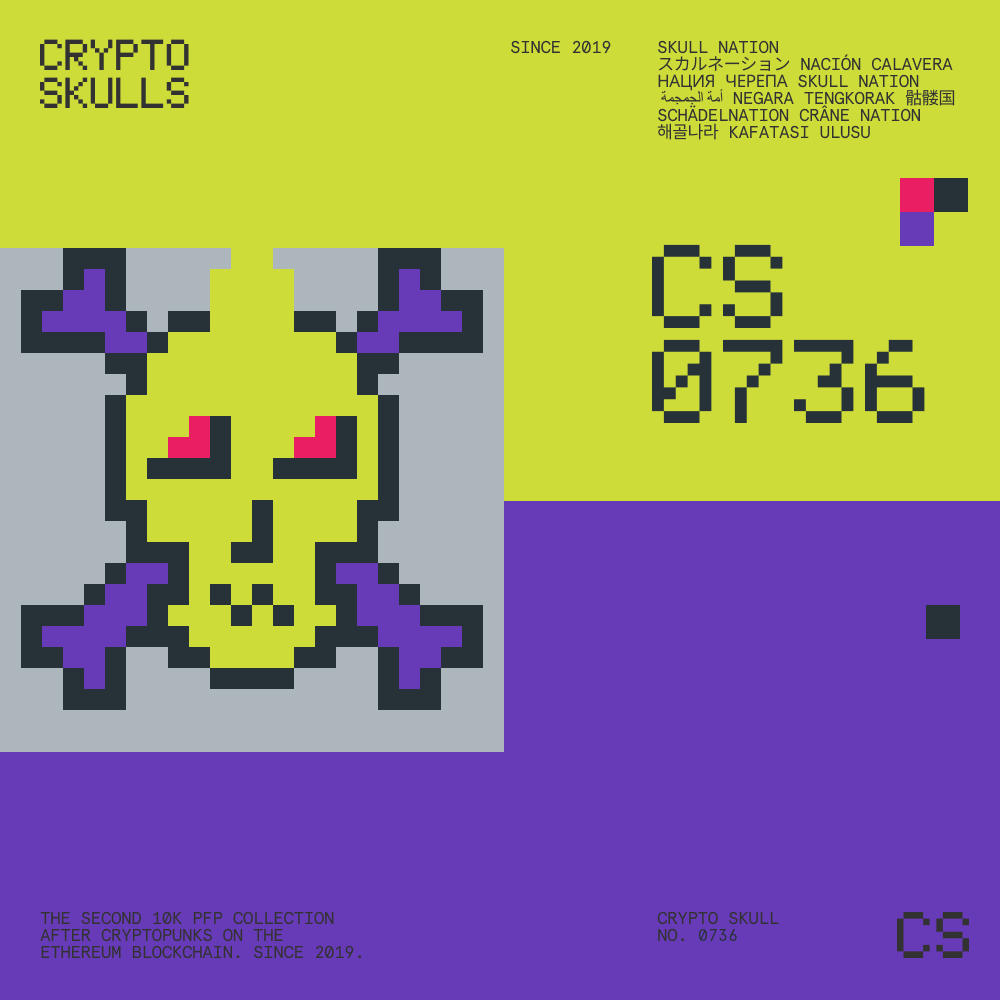 CRYPTO
SKULLS
SINCE 2019
SKULL NATION
スカルネーション NACIÓN CALAVERA
НАЦИЯ ЧЕРЕПА SKULL NATION
أمة الجمجمة NEGARA TENGKORAK 骷髅国
SCHÄDELNATION CRÂNE NATION
해골나라 KAFATASI ULUSU
CS
0736
THE SECOND 10K PFP COLLECTION
AFTER CRYPTOPUNKS ON THE
ETHEREUM BLOCKCHAIN. SINCE 2019.
CRYPTO SKULL
NO. 0736
CS